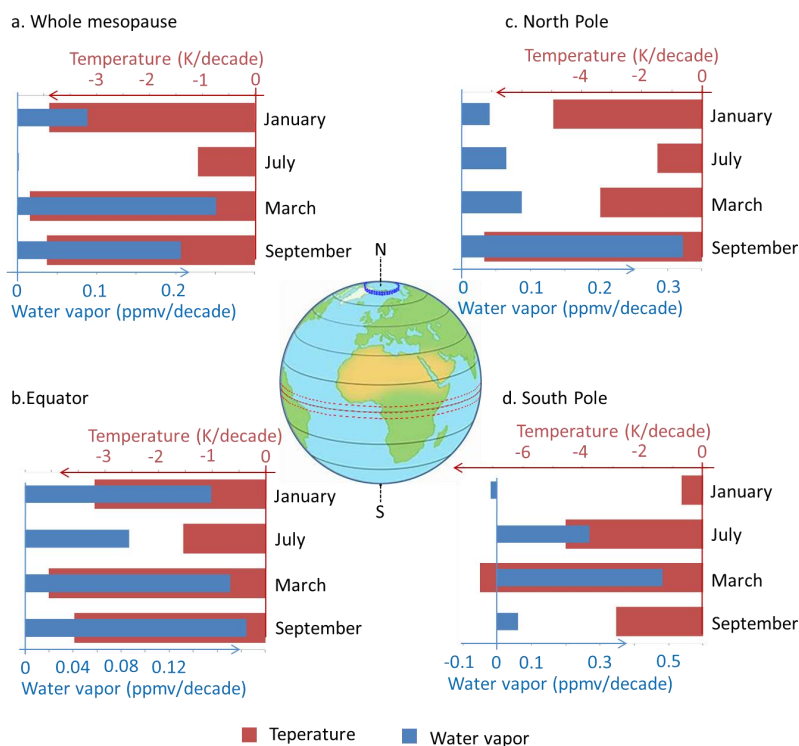 a. Whole mesopause
Temperature (K/decade)
-3 -2 -1 0
January
July
March
September
0 0.1 0.2
Water vapor (ppmv/decade)
c. North Pole
Temperature (K/decade)
-4 -2 0
January
July
March
September
0 0.1 0.2 0.3
Water vapor (ppmv/decade)
N
S
b.Equator
Temperature (K/decade)
-3 -2 -1 0
January
July
March
September
0 0.04 0.08 0.12
Water vapor (ppmv/decade)
d. South Pole
Temperature (K/decade)
-6 -4 -2 0
January
July
March
September
-0.1 0 0.1 0.3 0.5
Water vapor (ppmv/decade)
Teperature Water vapor